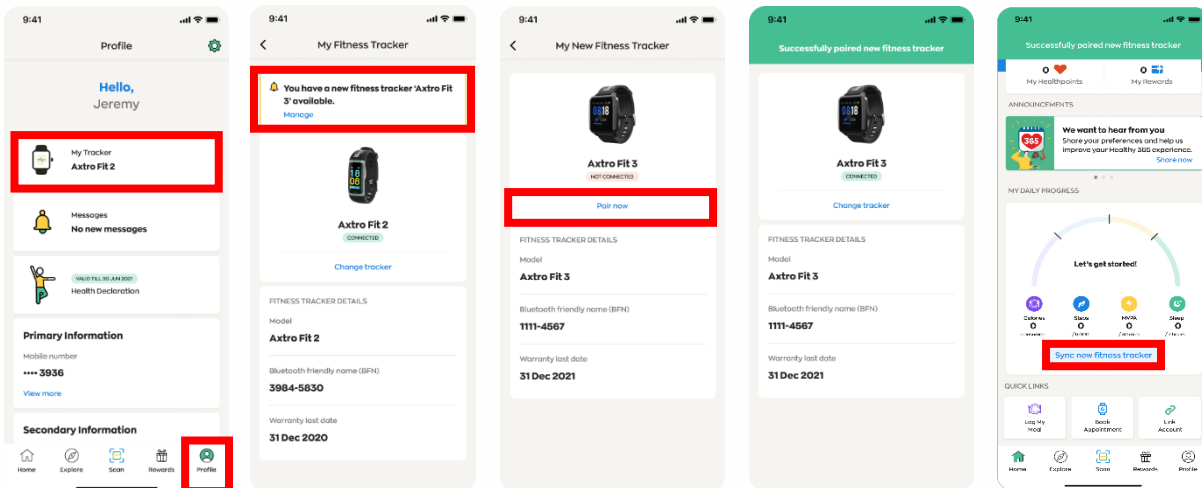 9:41
Profile
Hello,
Jeremy
My Tracker
Axtro Fit 2
Messages
No new messages
VALID TILL 30 JUN 2021
Health Declaration
Primary Information
Mobile number
•••• 3936
View more
Secondary Information
Home
Explore
Scan
Rewards
Profile
9:41
My Fitness Tracker
You have a new fitness tracker 'Axtro Fit
3' available.
Manage
18
08
Axtro Fit 2
CONNECTED
Change tracker
FITNESS TRACKER DETAILS
Model
Axtro Fit 2
Bluetooth friendly name (BFN)
3984-5830
Warranty last date
31 Dec 2020
9:41
My New Fitness Tracker
0618
Axtro Fit 3
NOT CONNECTED
Pair now
FITNESS TRACKER DETAILS
Model
Axtro Fit 3
Bluetooth friendly name (BFN)
1111-4567
Warranty last date
31 Dec 2021
9:41
Successfully paired new fitness tracker
0618
Axtro Fit 3
CONNECTED
Change tracker
FITNESS TRACKER DETAILS
Model
Axtro Fit 3
Bluetooth friendly name (BFN)
1111-4567
Warranty last date
31 Dec 2021
9:41
Successfully paired new fitness tracker
0
My Healthpoints
0
My Rewards
ANNOUNCEMENTS
365
We want to hear from you
Share your preferences and help us
improve your Healthy 365 experience.
Share now
MY DAILY PROGRESS
Let's get started!
Calories
0
Steps
0
MVPA
0
Sleep
0
Sync new fitness tracker
QUICK LINKS
Log My
Meal
Book
Appointment
Link
Account
Home
Explore
Scan
Rewards
Profile